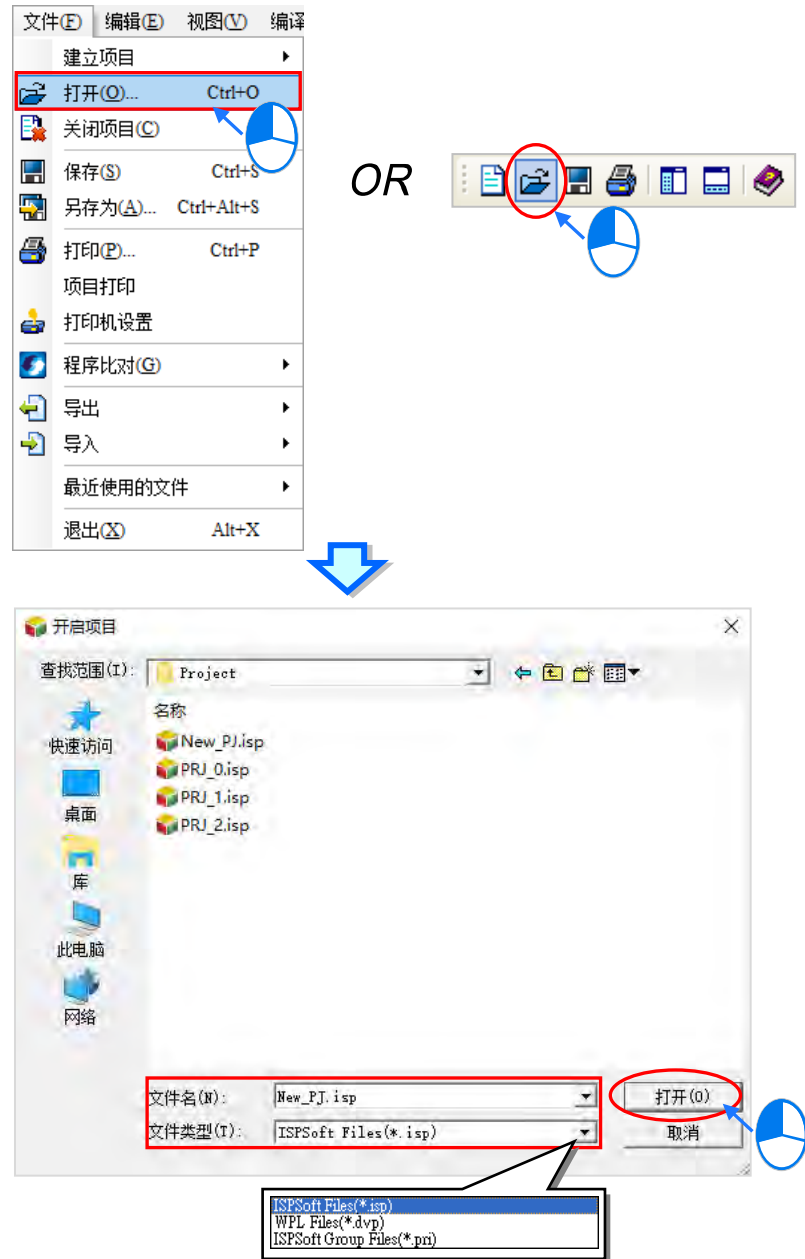 文件(F) 编辑(E) 视图(V) 编译
建立项目
打开(O)... Ctrl+O
关闭项目(C)
保存(S) Ctrl+S
另存为(A)... Ctrl+Alt+S
打印(P)... Ctrl+P
项目打印
打印机设置
程序比对(G)
导出
导入
最近使用的文件
退出(X) Alt+X
OR
开启项目
查找范围(I): Project
名称
快速访问
New_PJ.isp
PRJ_0.isp
PRJ_1.isp
PRJ_2.isp
桌面
库
此电脑
网络
文件名(N): New_PJ.isp 打开(O)
文件类型(T): ISPSoft Files(*.isp) 取消
ISPSoft Files(*.isp)
WPL Files(*.dvp)
ISPSoft Group Files(*.pri)